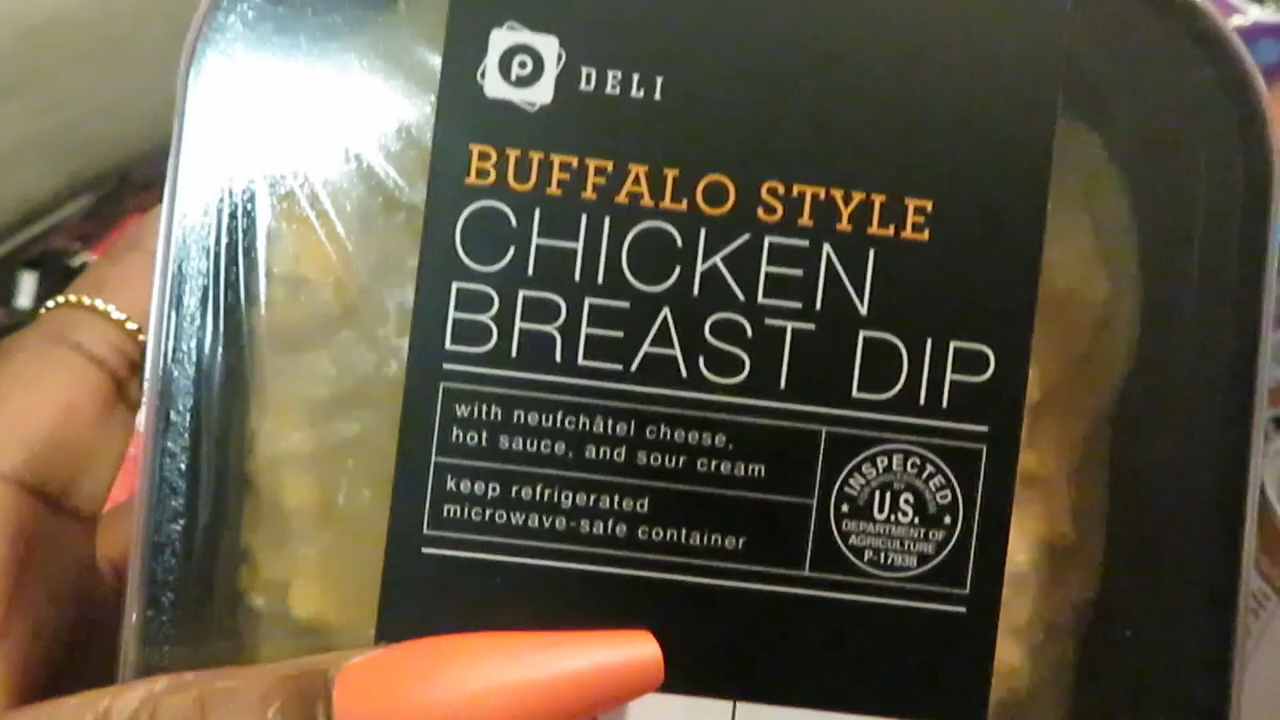 P DELI
BUFFALO STYLE
CHICKEN
BREAST DIP
with neufchâtel cheese,
hot sauce, and sour cream
keep refrigerated
microwave-safe container
INSPECTED
U.S.
DEPARTMENT OF
AGRICULTURE
P-17938